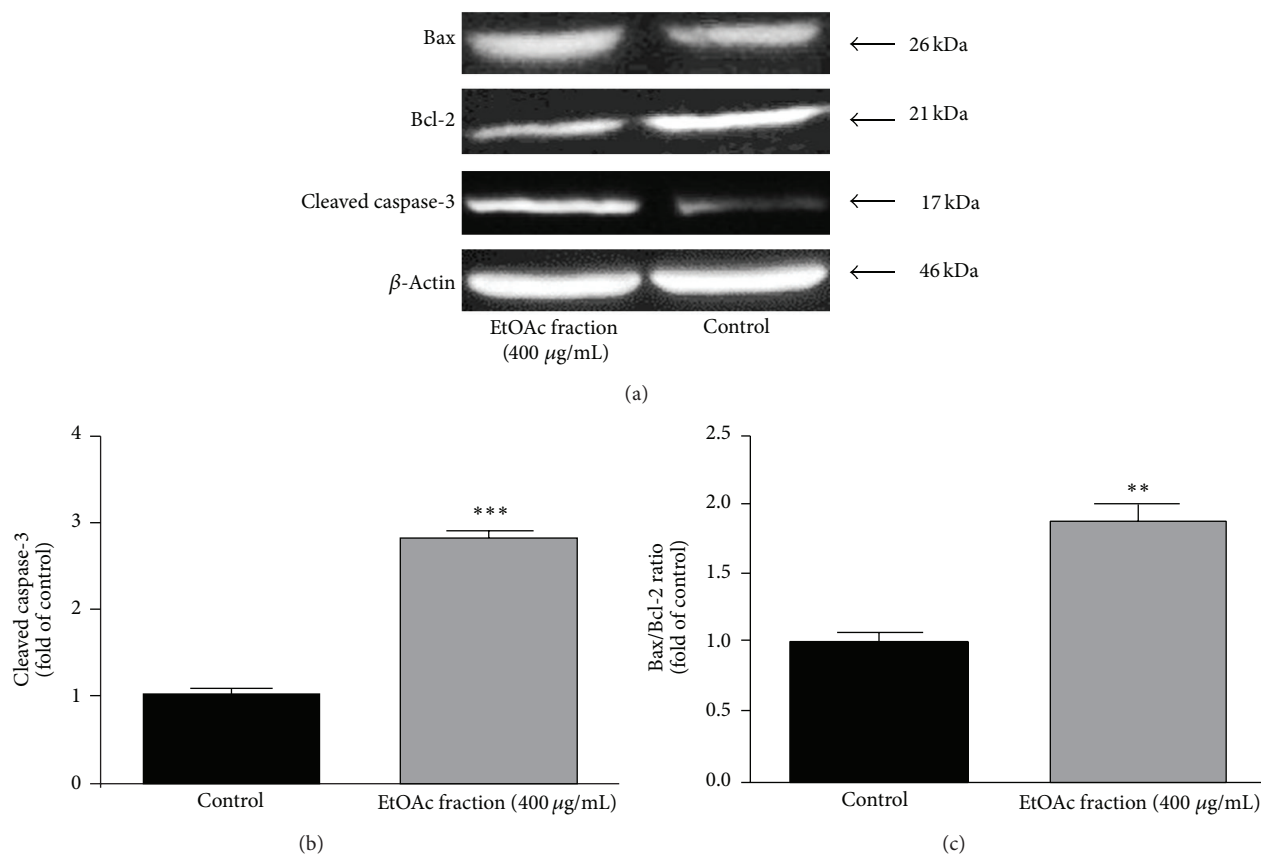 Bax
26 kDa
Bcl-2
21 kDa
Cleaved caspase-3
17 kDa
β-Actin
46 kDa
EtOAc fraction
(400 μg/mL)
Control
(a)
4
3
2
1
0
Cleaved caspase-3
(fold of control)
***
Control
EtOAc fraction (400 μg/mL)
(b)
2.5
2.0
1.5
1.0
0.5
0.0
Bax/Bcl-2 ratio
(fold of control)
**
Control
EtOAc fraction (400 μg/mL)
(c)